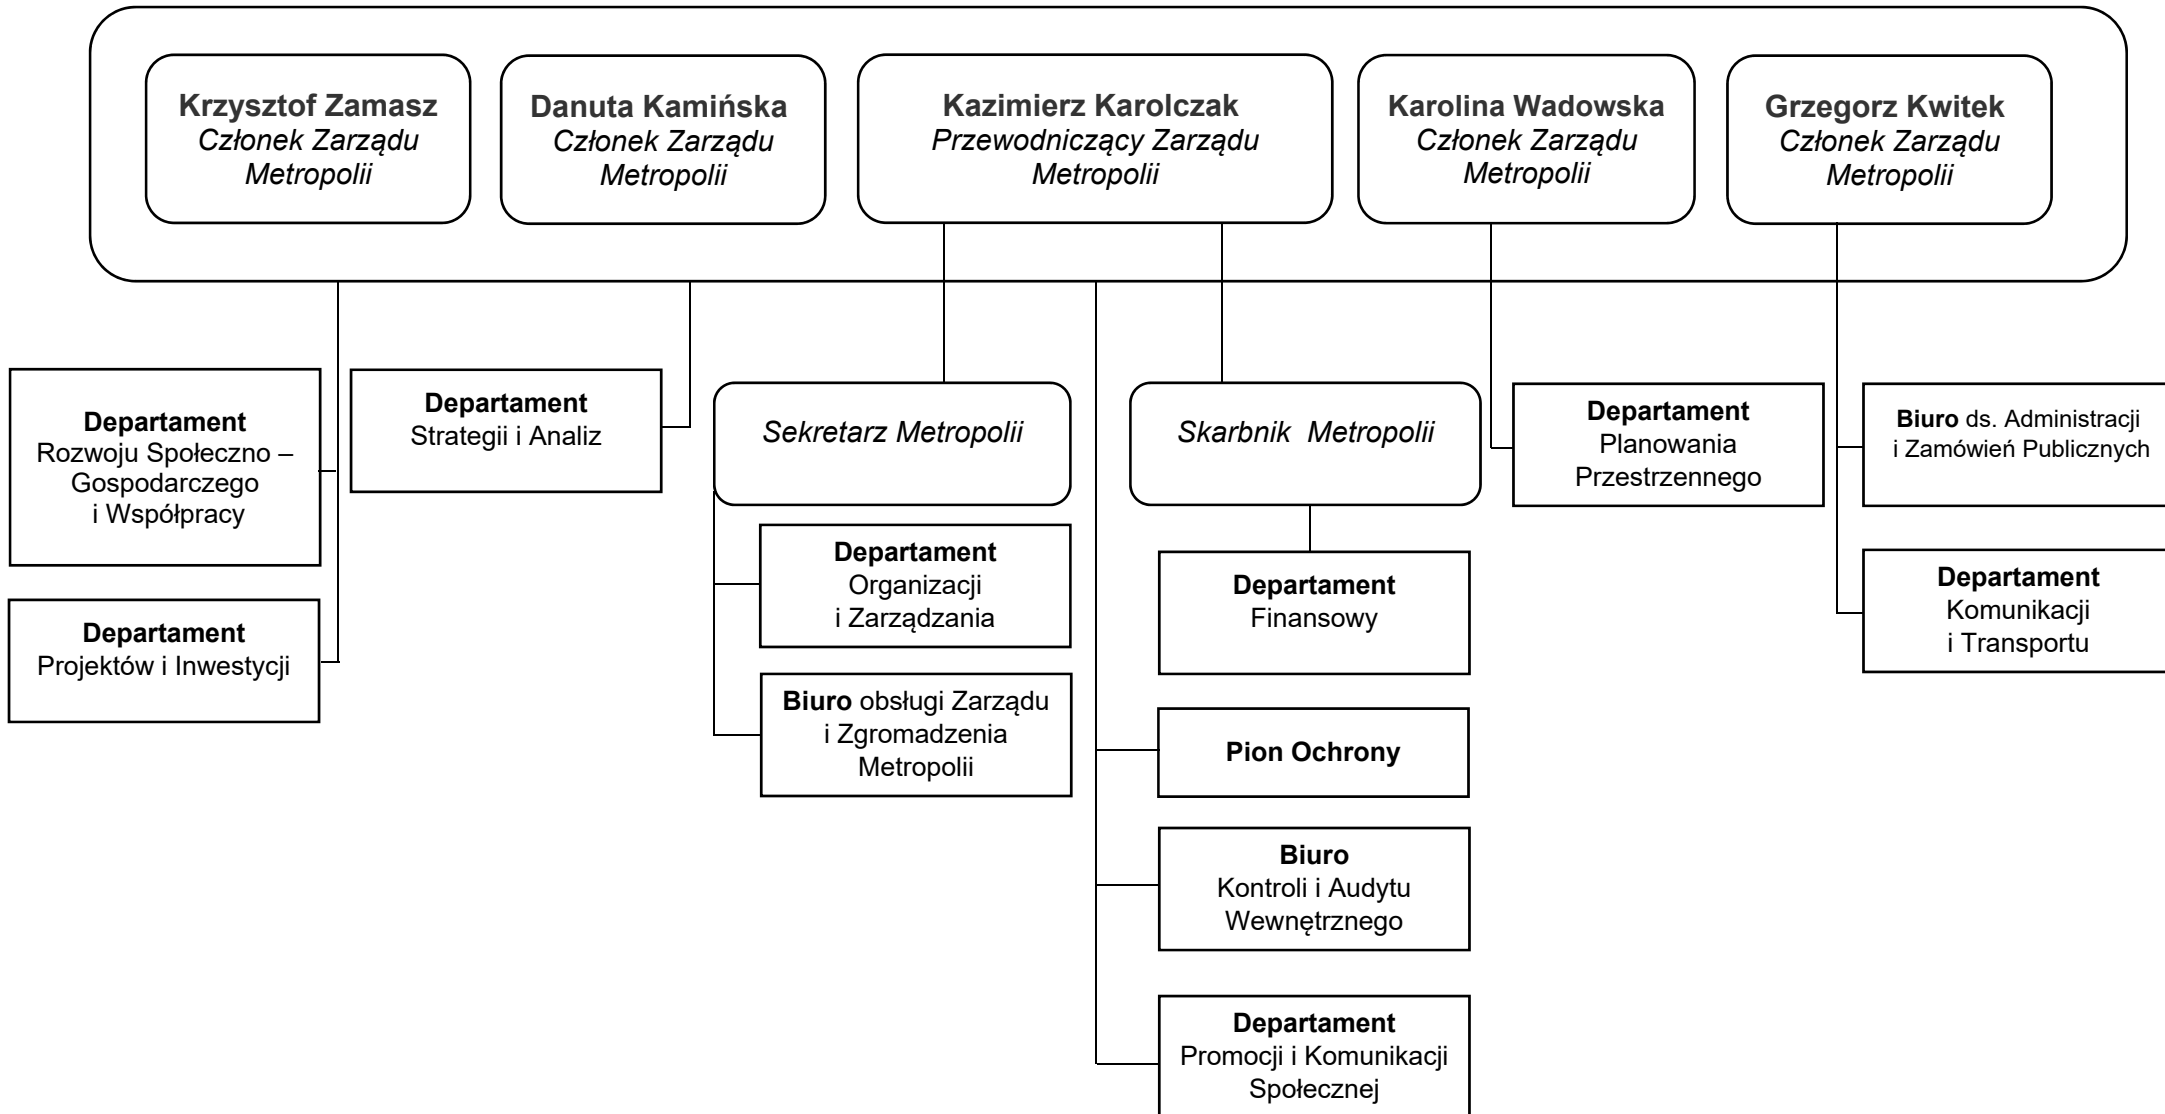 Krzysztof Zamasz
Członek Zarządu
Metropolii
Danuta Kamińska
Członek Zarządu
Metropolii
Kazimierz Karolczak
Przewodniczący Zarządu
Metropolii
Karolina Wadowska
Członek Zarządu
Metropolii
Grzegorz Kwitek
Członek Zarządu
Metropolii
Departament
Rozwoju Społeczno –
Gospodarczego
i Współpracy
Departament
Projektów i Inwestycji
Departament
Strategii i Analiz
Sekretarz Metropolii
Departament
Organizacji
i Zarządzania
Biuro obsługi Zarządu
i Zgromadzenia
Metropolii
Skarbnik Metropolii
Departament
Finansowy
Pion Ochrony
Biuro
Kontroli i Audytu
Wewnętrznego
Departament
Promocji i Komunikacji
Społecznej
Departament
Planowania
Przestrzennego
Biuro ds. Administracji
i Zamówień Publicznych
Departament
Komunikacji
i Transportu